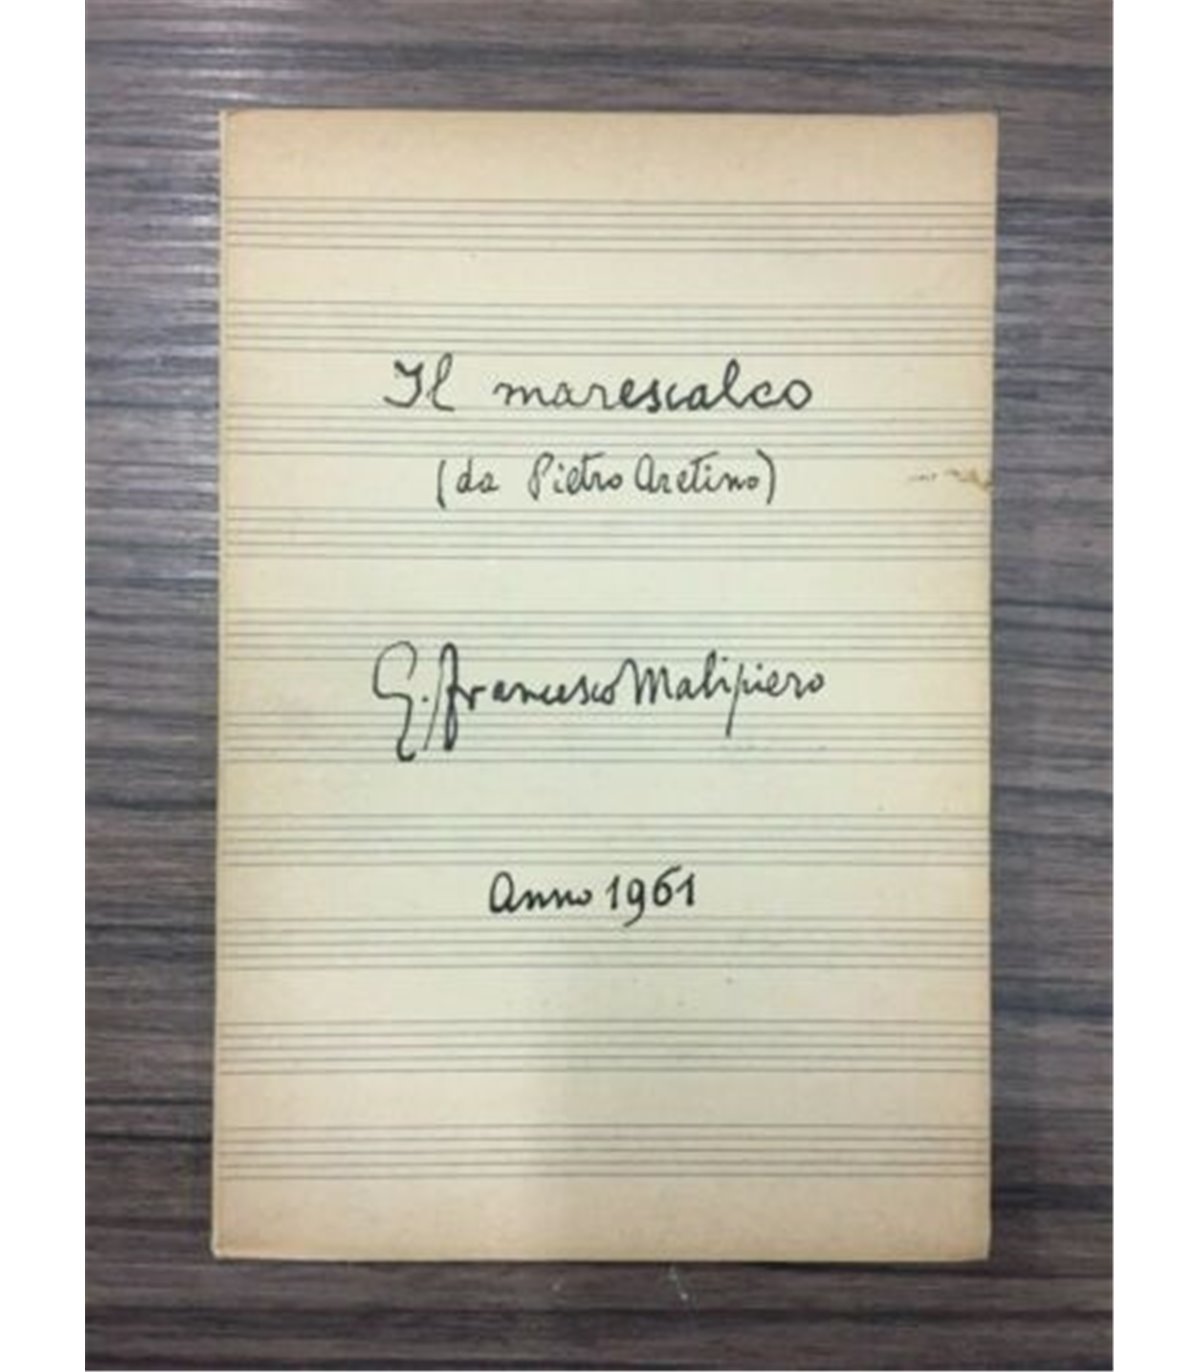 Il marescalco
(da Pietro Aretino)
G. Francesco Malipiero
Anno 1961